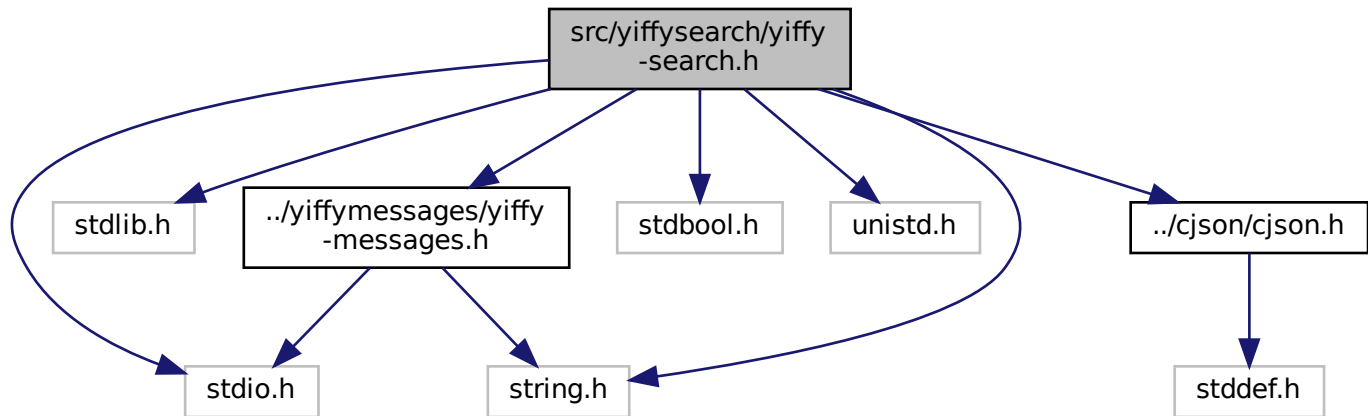 src/yiffysearch/yiffy
-search.h
stdlib.h
../yiffymessages/yiffy
-messages.h
stdbool.h
unistd.h
../cjson/cjson.h
stdio.h
string.h
stddef.h